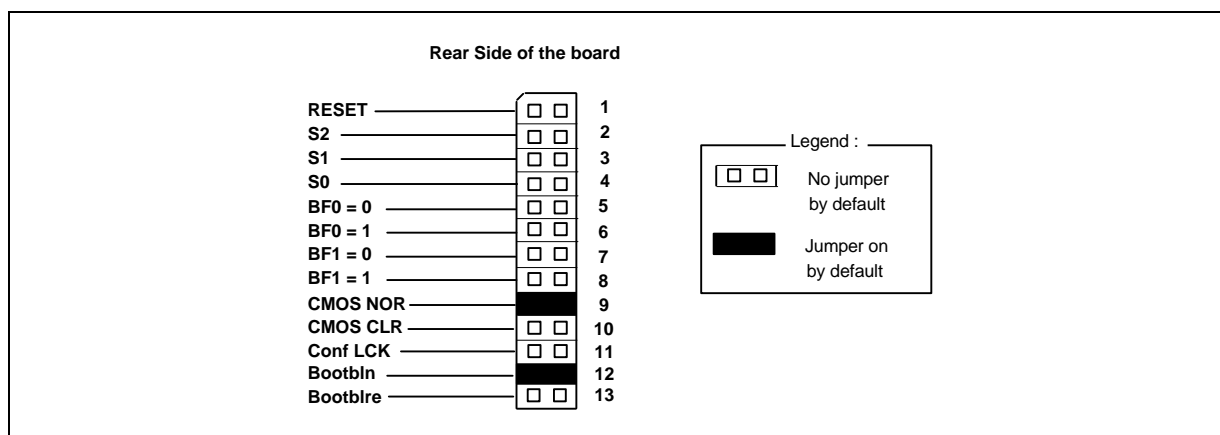 Rear Side of the board
RESET 1
S2 2
S1 3
S0 4
BF0 = 0 5
BF0 = 1 6
BF1 = 0 7
BF1 = 1 8
CMOS NOR 9
CMOS CLR 10
Conf LCK 11
Bootbln 12
Bootblre 13
Legend :
No jumper
by default
Jumper on
by default